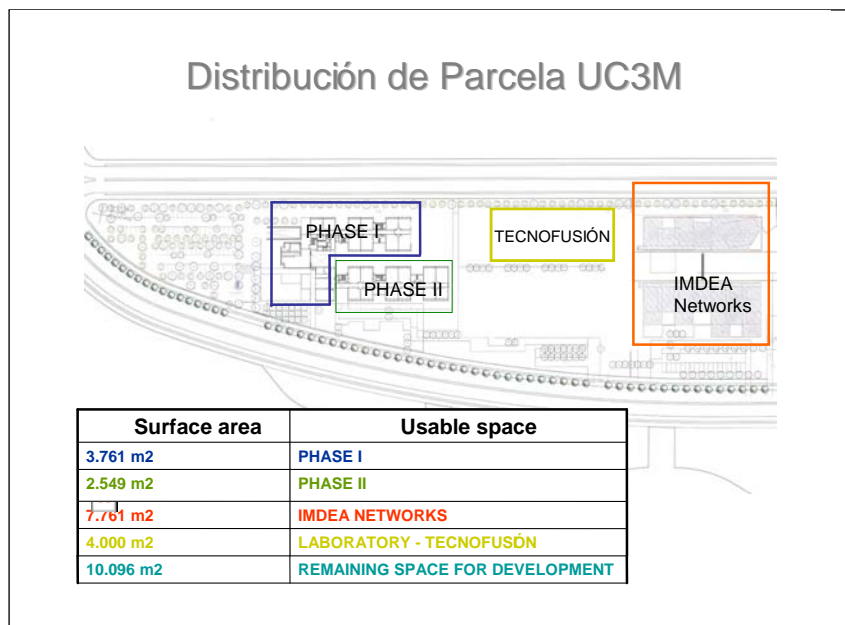 Distribución de Parcela UC3M
PHASE I
TECNOFUSIÓN
PHASE II
IMDEA
Networks
Surface area Usable space
3.761 m2 PHASE I
2.549 m2 PHASE II
7.761 m2 IMDEA NETWORKS
4.000 m2 LABORATORY - TECNOFUSIÓN
10.096 m2 REMAINING SPACE FOR DEVELOPMENT